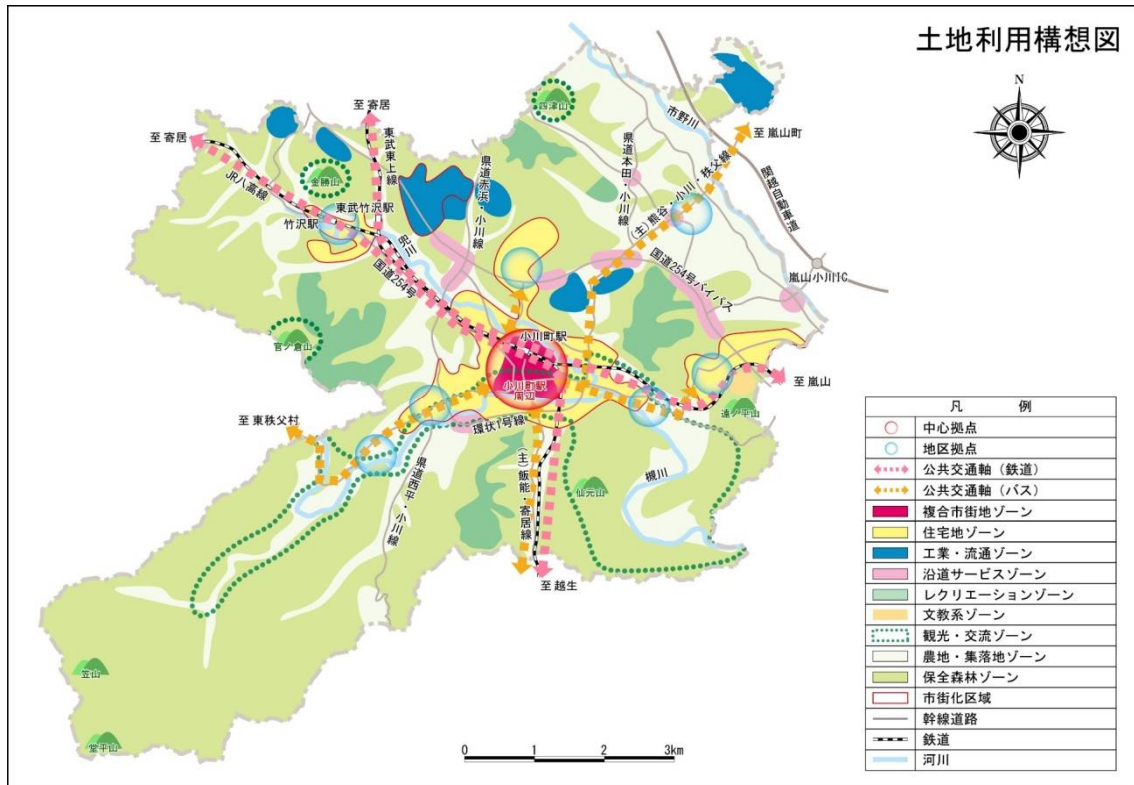 土地利用構想図
N
四津山
市野川
至 嵐山町
至 寄居
至 寄居
東武東上線
県道赤浜・小川線
県道本田・小川線
(主)熊谷・小川・秩父線
関越自動車道
金勝山
JR八高線
東武竹沢駅
竹沢駅
兜川
国道254号
国道254号バイパス
嵐山小川IC
官ノ倉山
小川町駅
小川町駅
周辺
至 嵐山
遠ノ平山
至 東秩父村
環状1号線
県道西平・小川線
(主)飯能・寄居線
仙元山
槻川
至 越生
笠山
堂平山
0 1 2 3km
凡 例
中心拠点
地区拠点
公共交通軸(鉄道)
公共交通軸(バス)
複合市街地ゾーン
住宅地ゾーン
工業・流通ゾーン
沿道サービスゾーン
レクリエーションゾーン
文教系ゾーン
観光・交流ゾーン
農地・集落地ゾーン
保全森林ゾーン
市街化区域
幹線道路
鉄道
河川